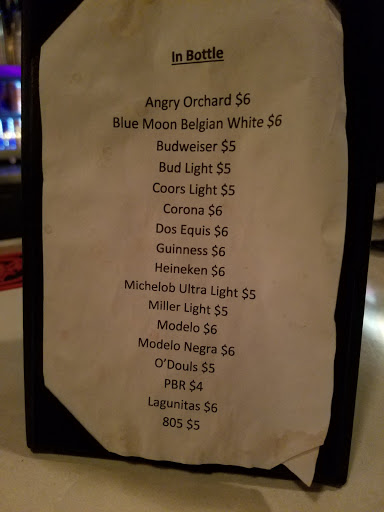 In Bottle
Angry Orchard $6
Blue Moon Belgian White $6
Budweiser $5
Bud Light $5
Coors Light $5
Corona $6
Dos Equis $6
Guinness $6
Heineken $6
Michelob Ultra Light $5
Miller Light $5
Modelo $6
Modelo Negra $6
O'Douls $5
PBR $4
Lagunitas $6
805 $5